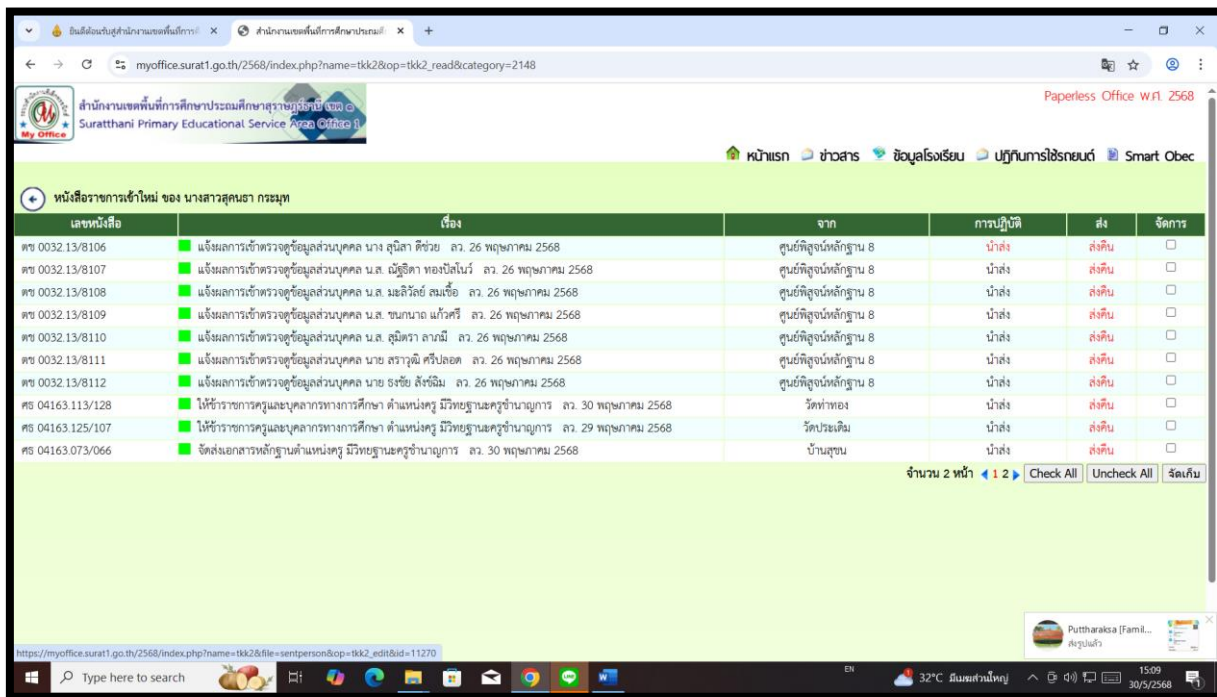 ยินดีต้อนรับสู่สำนักงานเขตพื้นที่การศึ
สำนักงานเขตพื้นที่การศึกษาประถมศึ
myoffice.surat1.go.th/2568/index.php?name=tkk2&op=tkk2_read&category=2148
สำนักงานเขตพื้นที่การศึกษาประถมศึกษาสุราษฎร์ธานี เขต ๑
Suratthani Primary Educational Service Area Office 1
My Office
Paperless Office พ.ศ. 2568
หน้าแรก ข่าวสาร ข้อมูลโรงเรียน ปฏิทินการใช้รถยนต์ Smart Obec
หนังสือราชการเข้าใหม่ ของ นางสาวสุคนธา กระมุท
เลขหนังสือ เรื่อง จาก การปฏิบัติ ส่ง จัดการ
ตช 0032.13/8106 แจ้งผลการเข้าตรวจดูข้อมูลส่วนบุคคล นาง สุนิสา ดีช่วย ลว. 26 พฤษภาคม 2568 ศูนย์พิสูจน์หลักฐาน 8 นำส่ง ส่งคืน
ตช 0032.13/8107 แจ้งผลการเข้าตรวจดูข้อมูลส่วนบุคคล น.ส. ณัฐธิดา ทองปัสโนว์ ลว. 26 พฤษภาคม 2568 ศูนย์พิสูจน์หลักฐาน 8 นำส่ง ส่งคืน
ตช 0032.13/8108 แจ้งผลการเข้าตรวจดูข้อมูลส่วนบุคคล น.ส. มะลิวัลย์ สมเชื้อ ลว. 26 พฤษภาคม 2568 ศูนย์พิสูจน์หลักฐาน 8 นำส่ง ส่งคืน
ตช 0032.13/8109 แจ้งผลการเข้าตรวจดูข้อมูลส่วนบุคคล น.ส. ชนกนาถ แก้วศรี ลว. 26 พฤษภาคม 2568 ศูนย์พิสูจน์หลักฐาน 8 นำส่ง ส่งคืน
ตช 0032.13/8110 แจ้งผลการเข้าตรวจดูข้อมูลส่วนบุคคล น.ส. สุมิตรา ลาภมี ลว. 26 พฤษภาคม 2568 ศูนย์พิสูจน์หลักฐาน 8 นำส่ง ส่งคืน
ตช 0032.13/8111 แจ้งผลการเข้าตรวจดูข้อมูลส่วนบุคคล นาย สราวุฒิ ศรีปลอด ลว. 26 พฤษภาคม 2568 ศูนย์พิสูจน์หลักฐาน 8 นำส่ง ส่งคืน
ตช 0032.13/8112 แจ้งผลการเข้าตรวจดูข้อมูลส่วนบุคคล นาย ธงชัย สังข์ฉิม ลว. 26 พฤษภาคม 2568 ศูนย์พิสูจน์หลักฐาน 8 นำส่ง ส่งคืน
ศธ 04163.113/128 ให้ข้าราชการครูและบุคลากรทางการศึกษา ตำแหน่งครู มีวิทยฐานะครูชำนาญการ ลว. 30 พฤษภาคม 2568 วัดท่าทอง นำส่ง ส่งคืน
ศธ 04163.125/107 ให้ข้าราชการครูและบุคลากรทางการศึกษา ตำแหน่งครู มีวิทยฐานะครูชำนาญการ ลว. 29 พฤษภาคม 2568 วัดประเดิม นำส่ง ส่งคืน
ศธ 04163.073/066 จัดส่งเอกสารหลักฐานตำแหน่งครู มีวิทยฐานะครูชำนาญการ ลว. 30 พฤษภาคม 2568 บ้านสุขน นำส่ง ส่งคืน
จำนวน 2 หน้า 1 2 Check All Uncheck All จัดเก็บ
Puttharaksa [Famil...
ส่งรูปแล้ว
https://myoffice.surat1.go.th/2568/index.php?name=tkk2&file=sentperson&op=tkk2_edit&id=11270
Type here to search EN 32°C มีเมฆส่วนใหญ่ 15:09
30/5/2568